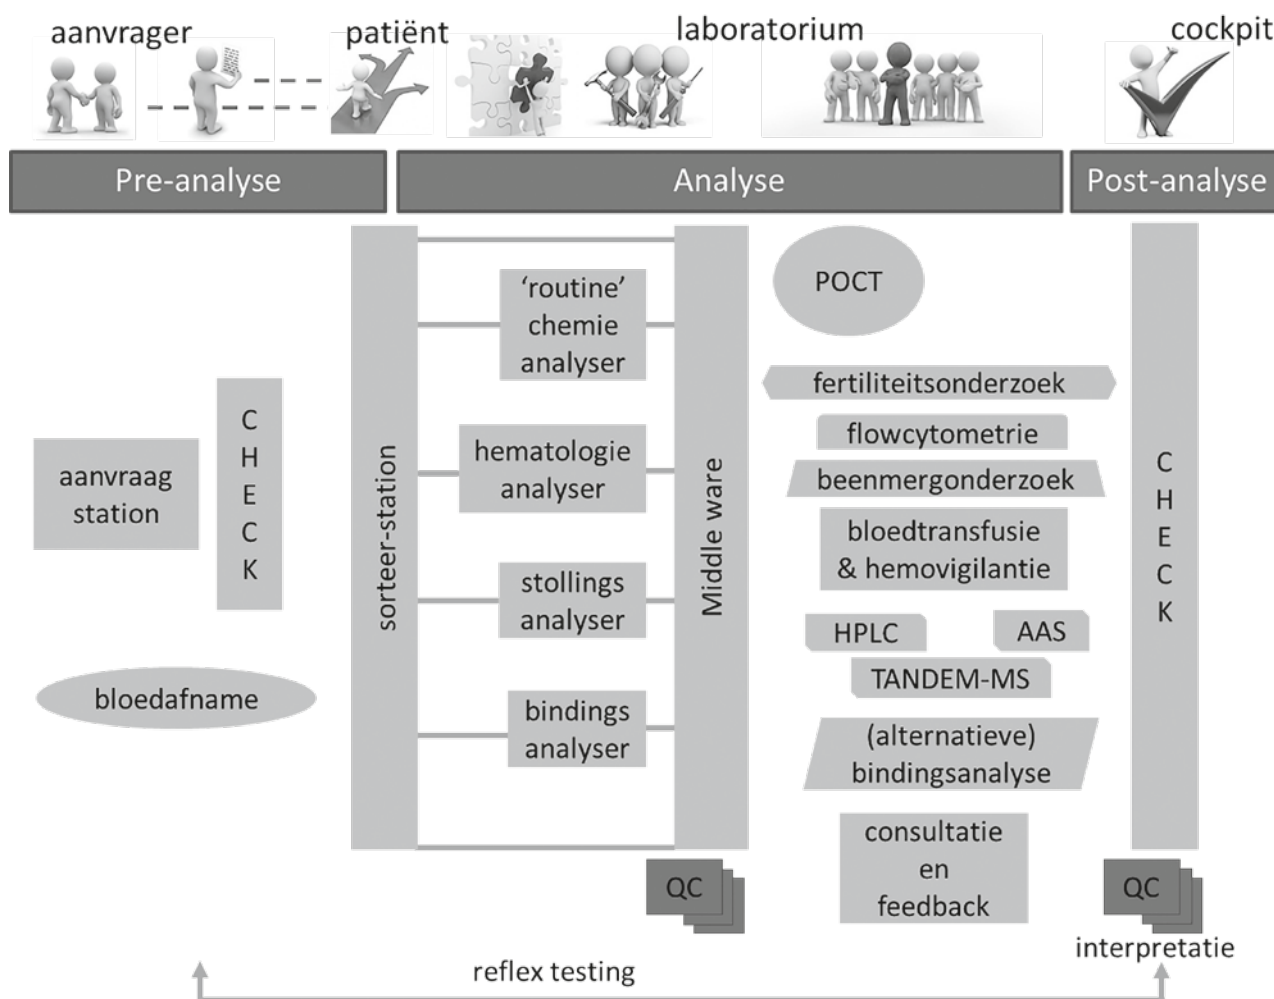 aanvrager
patiënt
laboratorium
cockpit
Pre-analyse
Analyse
Post-analyse
aanvraag
station
C
H
E
C
K
bloedafname
sorteer-station
‘routine’
chemie
analyser
hematologie
analyser
stollings
analyser
bindings
analyser
Middle ware
QC
POCT
fertiliteitsonderzoek
flowcytometrie
beenmergonderzoek
bloedtransfusie
& hemovigilantie
HPLC
AAS
TANDEM-MS
(alternatieve)
bindingsanalyse
consultatie
en
feedback
C
H
E
C
K
QC
interpretatie
reflex testing